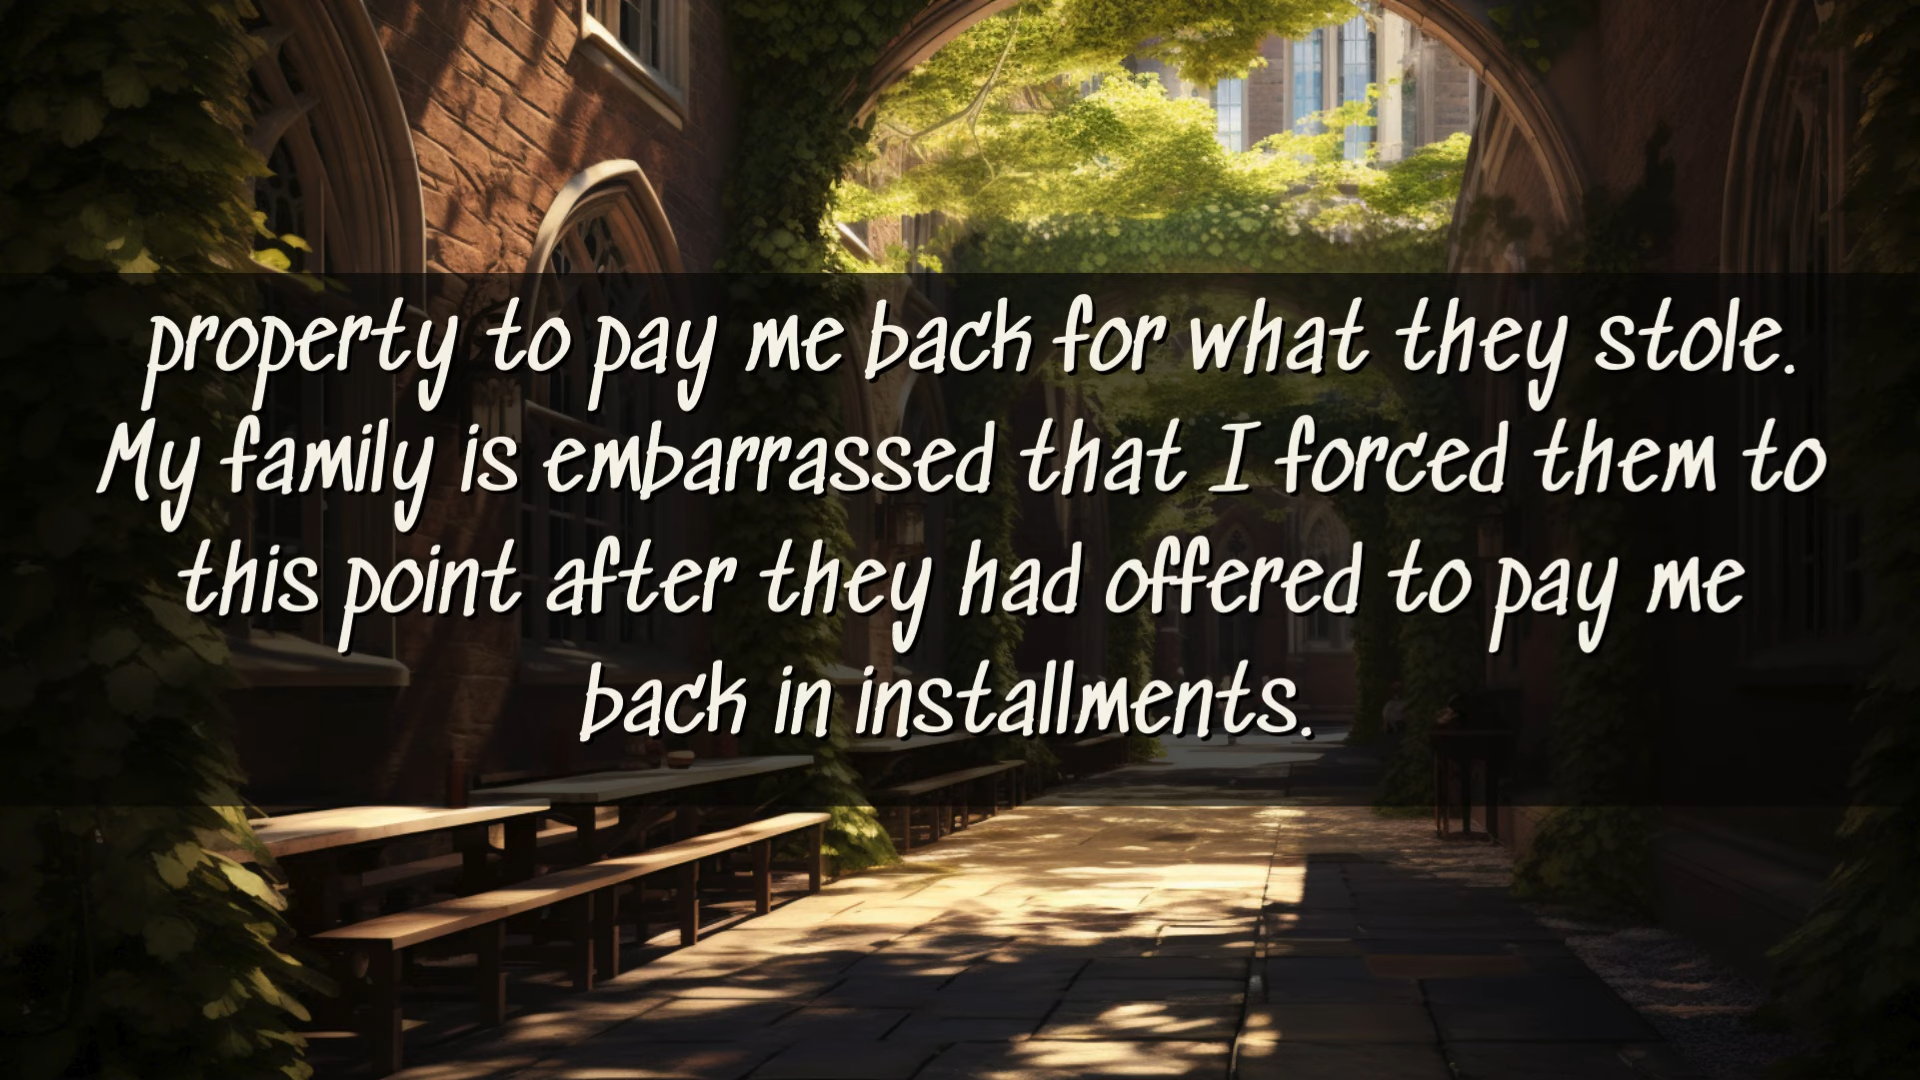 property to pay me back for what they stole.
My family is embarrassed that I forced them to
this point after they had offered to pay me
back in installments.